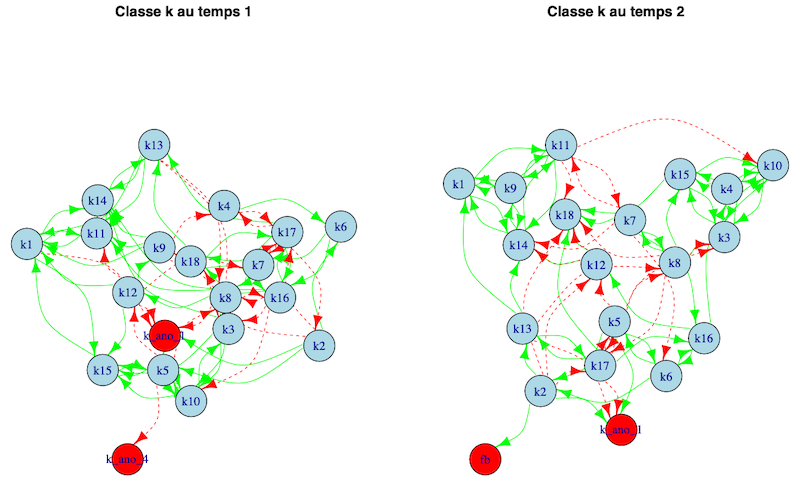 Classe k au temps 1
k13
k4
k14
k11
k17
k6
k1
k9
k18
k7
k12
k8
k16
k_ano_1
k3
k2
k15
k5
k10
k_ano_4
Classe k au temps 2
k11
k10
k15
k1
k9
k4
k18
k7
k14
k3
k12
k8
k13
k5
k16
k17
k6
k2
k_ano_1
fb